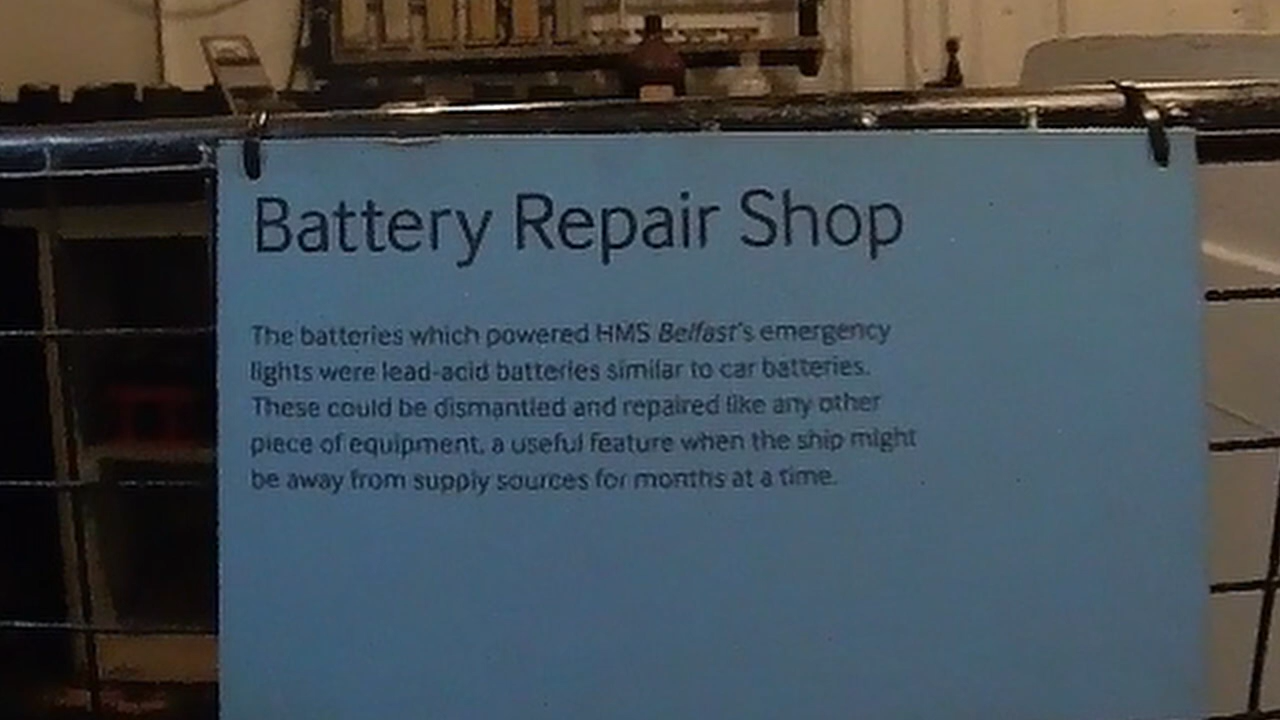 Battery Repair Shop
The batteries which powered HMS Belfast's emergency
lights were lead-acid batteries similar to car batteries.
These could be dismantled and repaired like any other
piece of equipment, a useful feature when the ship might
be away from supply sources for months at a time.